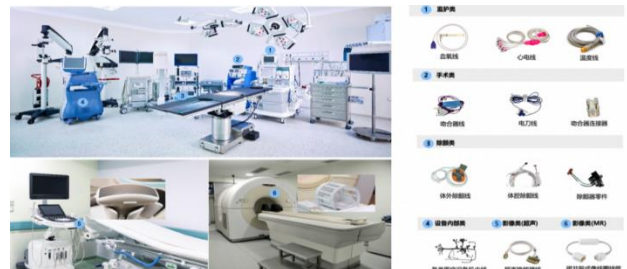 1 监护类
血氧线 心电线 温度线
2 手术类
吻合器线 电刀线 吻合器连接器
3 除颤类
体外除颤线 体腔除颤线 除颤器零件
4 设备内部类 5 影像类(超声) 6 影像类(MR)